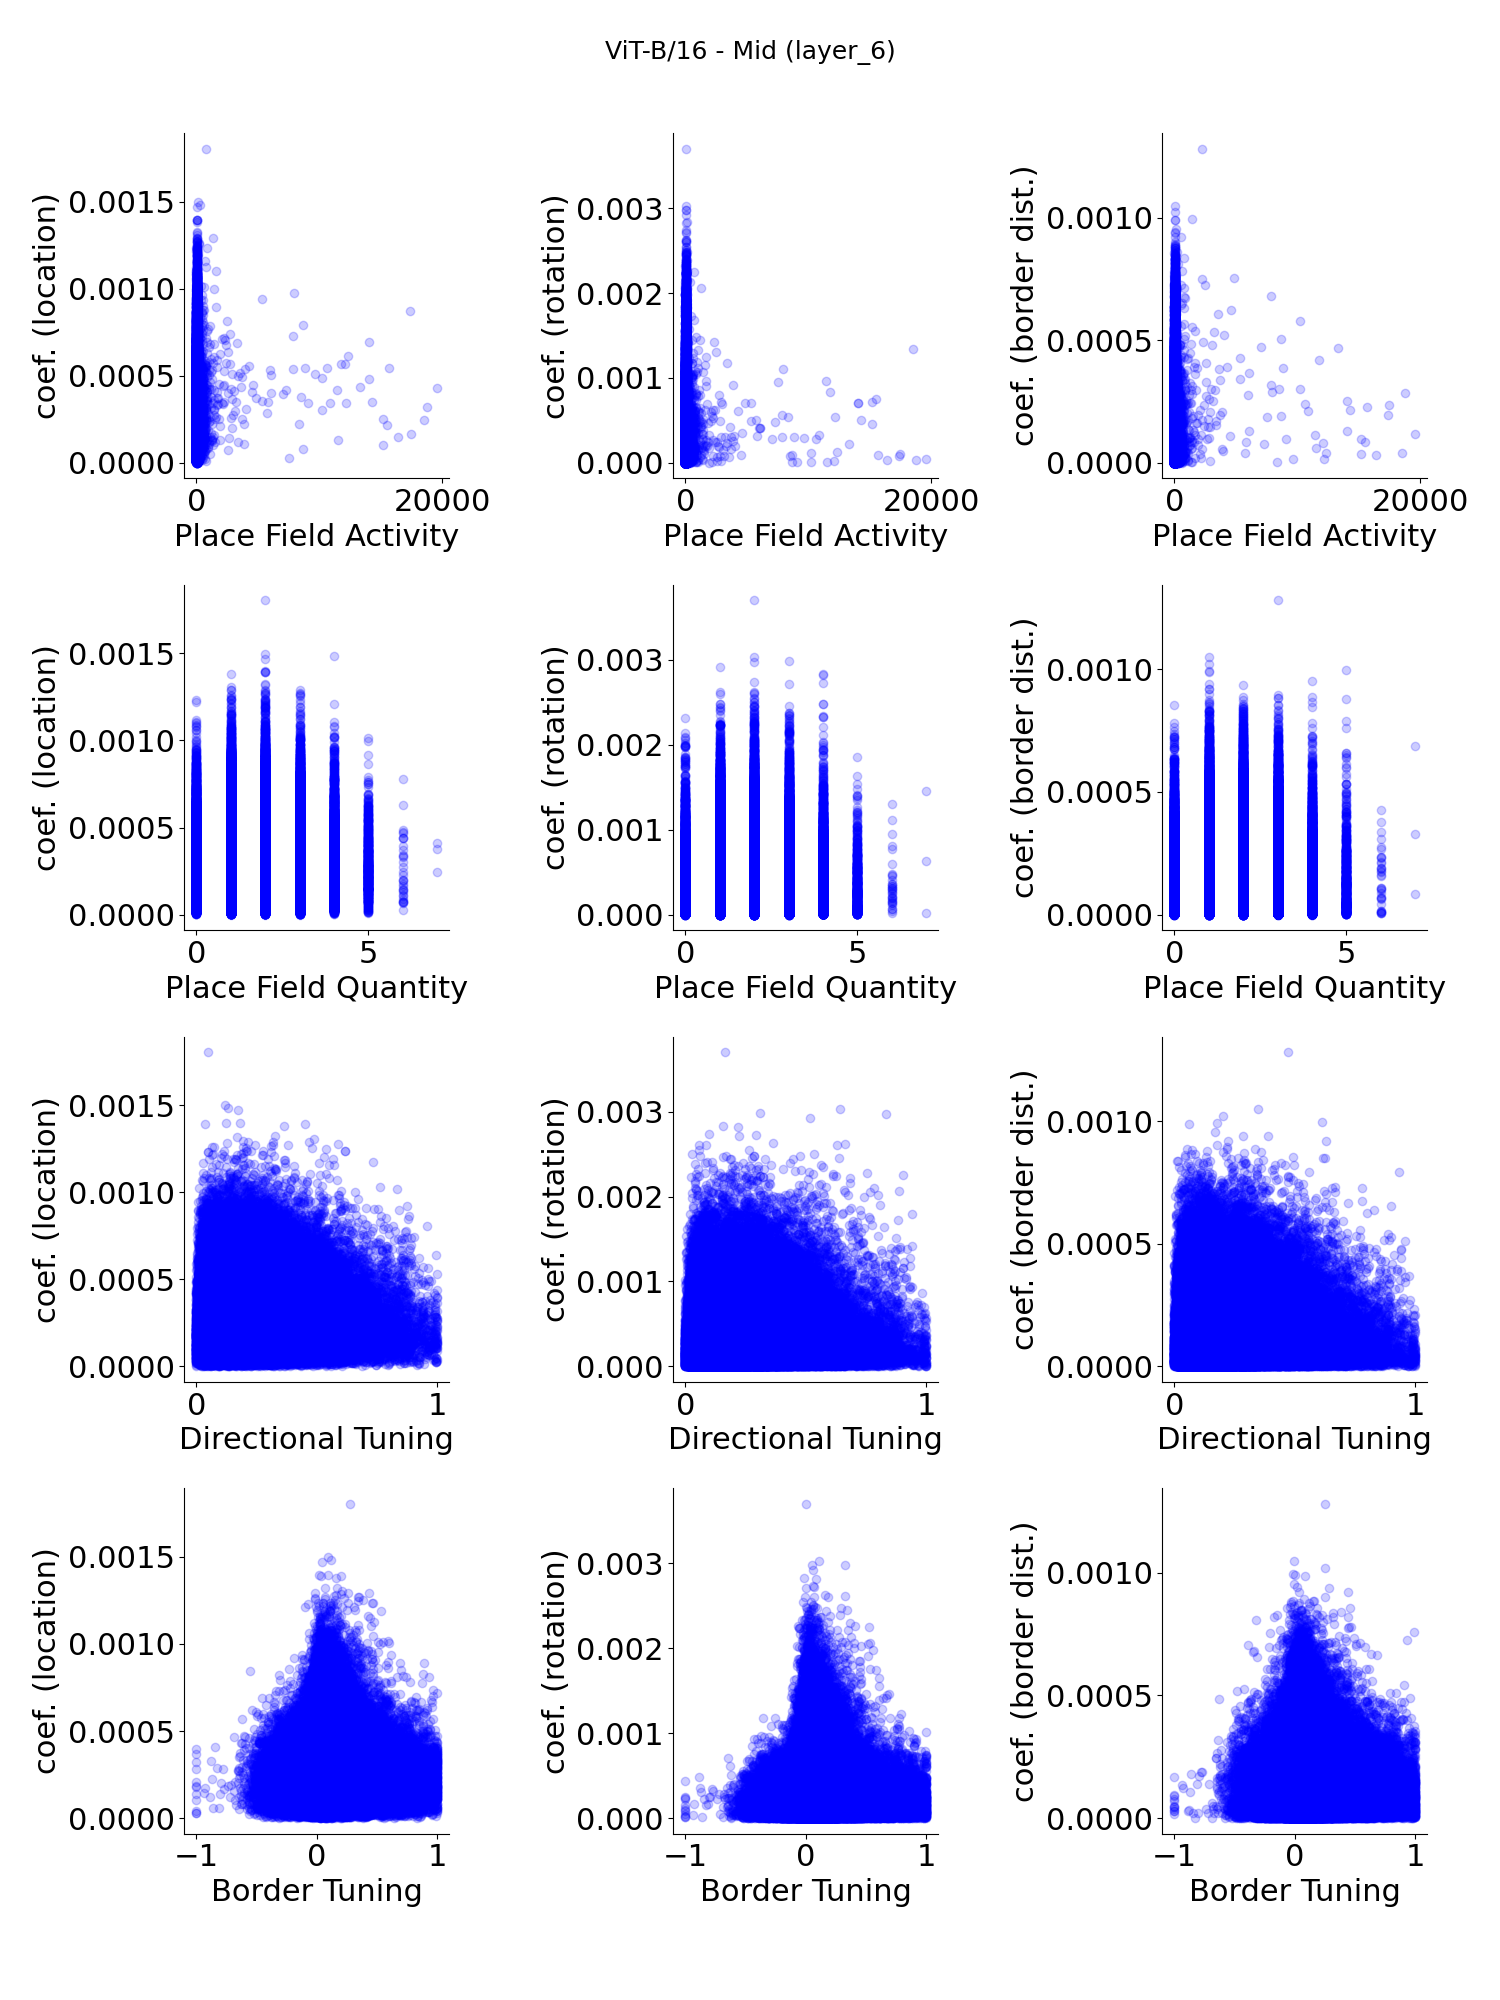 ViT-B/16 - Mid (layer_6)
coef. (location)
0.0015
0.0010
0.0005
0.0000
0
20000
Place Field Activity
coef. (rotation)
0.003
0.002
0.001
0.000
0
20000
Place Field Activity
coef. (border dist.)
0.0010
0.0005
0.0000
0
20000
Place Field Activity
coef. (location)
0.0015
0.0010
0.0005
0.0000
0
5
Place Field Quantity
coef. (rotation)
0.003
0.002
0.001
0.000
0
5
Place Field Quantity
coef. (border dist.)
0.0010
0.0005
0.0000
0
5
Place Field Quantity
coef. (location)
0.0015
0.0010
0.0005
0.0000
0
1
Directional Tuning
coef. (rotation)
0.003
0.002
0.001
0.000
0
1
Directional Tuning
coef. (border dist.)
0.0010
0.0005
0.0000
0
1
Directional Tuning
coef. (location)
0.0015
0.0010
0.0005
0.0000
−1
0
1
Border Tuning
coef. (rotation)
0.003
0.002
0.001
0.000
−1
0
1
Border Tuning
coef. (border dist.)
0.0010
0.0005
0.0000
−1
0
1
Border Tuning